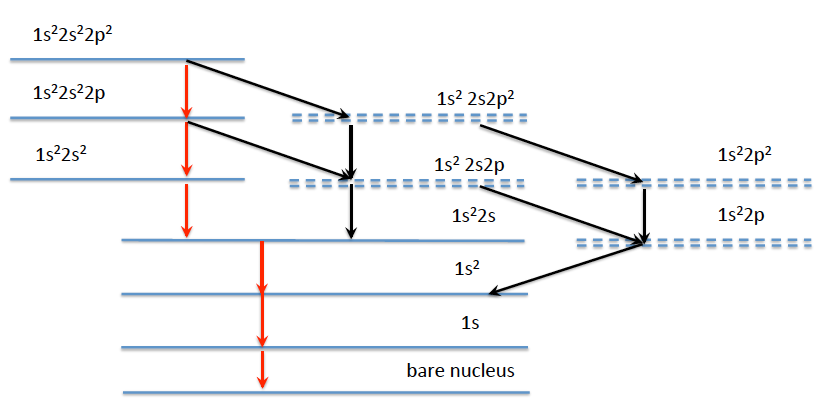 1s²2s²2p²
1s²2s²2p
1s² 2s2p²
1s²2s²
1s² 2s2p
1s²2p²
1s²2s
1s²2p
1s²
1s
bare nucleus